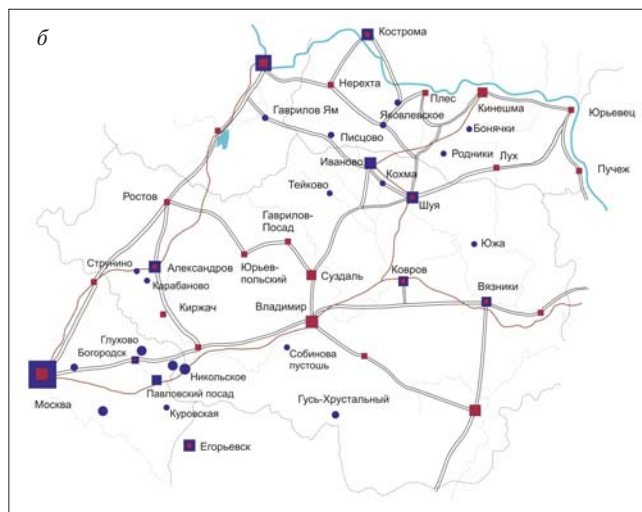 б
Кострома
Нерехта
Плес
Гаврилов Ям
Яковлевское
Кинешма
Юрьевец
Писцово
Бонячки
Иваново
Родники
Лух
Кохма
Тейково
Пучеж
Ростов
Шуя
Гаврилов-
Посад
Южа
Струнино
Александров
Юрьев-
польский
Суздаль
Ковров
Вязники
Карабаново
Киржач
Владимир
Глухово
Богородск
Собинова
пустошь
Никольское
Павловский посад
Гусь-Хрустальный
Москва
Куровская
Егорьевск